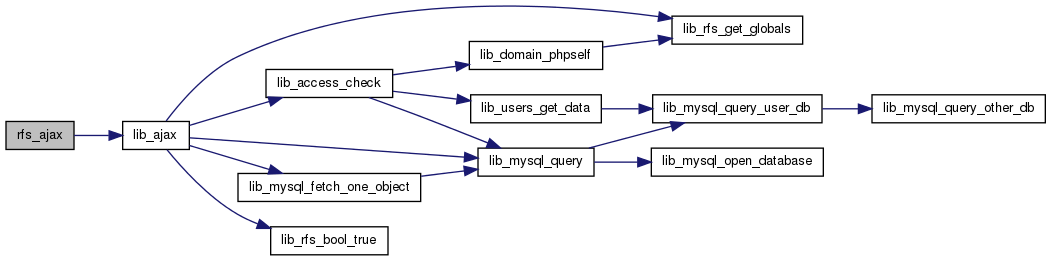 rfs_ajax
lib_ajax
lib_access_check
lib_mysql_fetch_one_object
lib_rfs_bool_true
lib_domain_phpself
lib_users_get_data
lib_mysql_query
lib_rfs_get_globals
lib_mysql_query_user_db
lib_mysql_open_database
lib_mysql_query_other_db